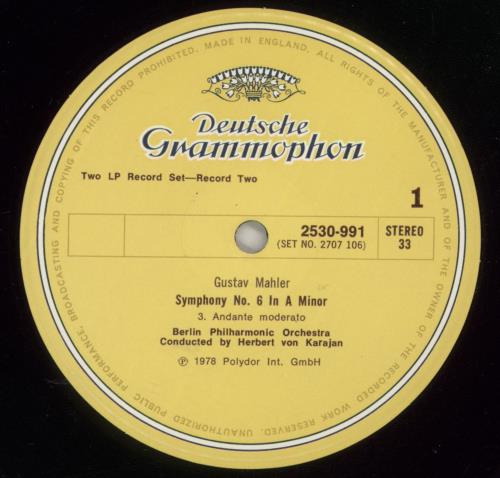 MADE IN ENGLAND. ALL RIGHTS OF THE MANUFACTURER AND OF THE OWNER OF THE RECORDED WORK RESERVED. UNAUTHORIZED PUBLIC PERFORMANCE, BROADCASTING AND COPYING OF THIS RECORD PROHIBITED.
Deutsche
Grammophon
Two LP Record Set—Record Two
1
2530-991
(SET NO. 2707 106)
STEREO
33
Gustav Mahler
Symphony No. 6 In A Minor
3. Andante moderato
Berlin Philharmonic Orchestra
Conducted by Herbert von Karajan
℗ 1978 Polydor Int. GmbH